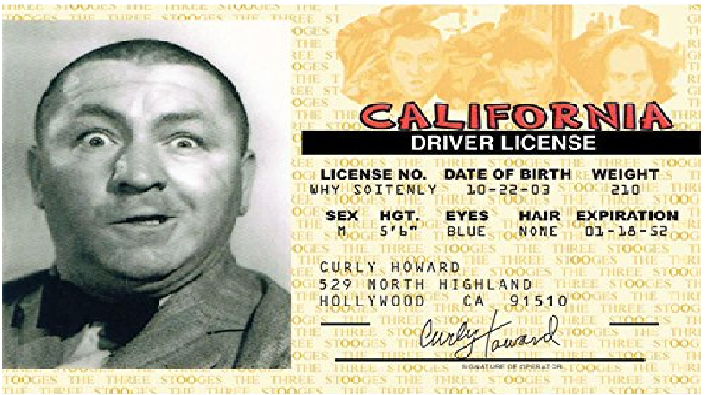 CALIFORNIA
DRIVER LICENSE
LICENSE NO. DATE OF BIRTH WEIGHT
WHY SOITENLY 10-22-03 210
SEX HGT. EYES HAIR EXPIRATION
M 5'6" BLUE NONE 01-18-52
CURLY HOWARD
529 NORTH HIGHLAND
HOLLYWOOD CA 91510
Curly Howard
SIGNATURE OF OPERATOR
THE THREE STOOGES THE THREE STOOGES THE THREE STOOGES